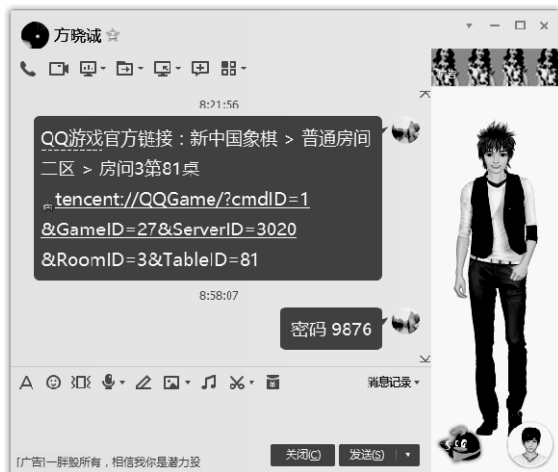 方晓诚
8:21:56
QQ游戏官方链接：新中国象棋 > 普通房间
二区 > 房间3第81桌
tencent://QQGame/?cmdID=1
&GameID=27&ServerID=3020
&RoomID=3&TableID=81
8:58:07
密码 9876
消息记录
[广告]一胖毁所有，相信我你是潜力股
关闭(C) 发送(S)